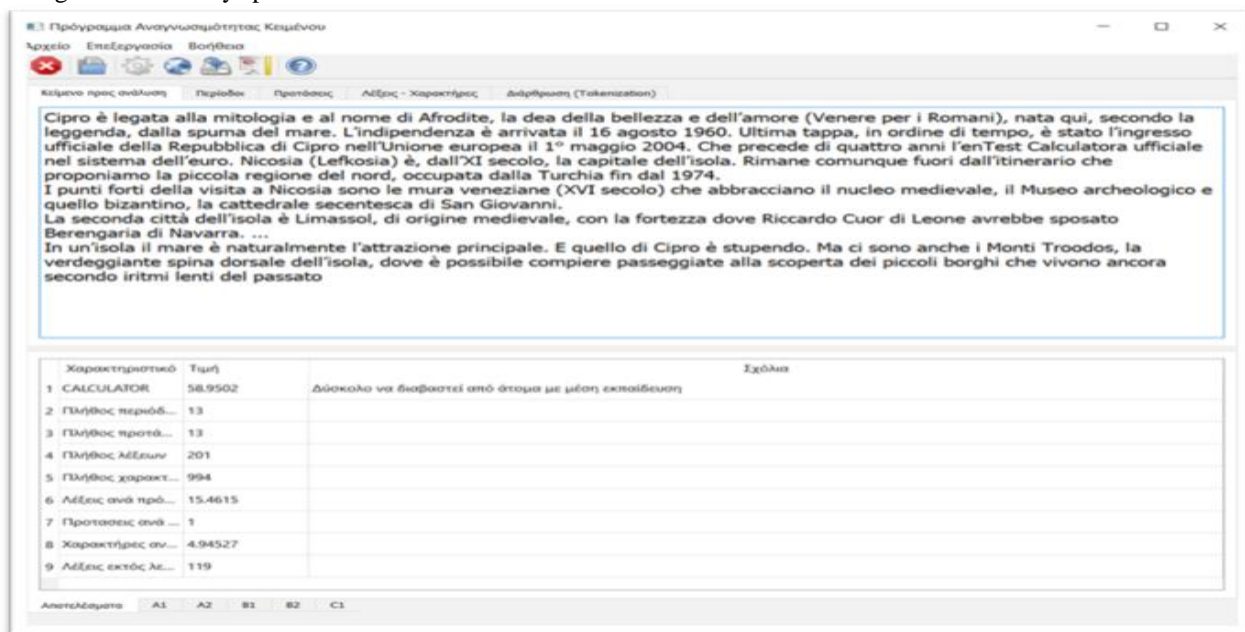 Πρόγραμμα Αναγνωσιμότητας Κειμένου
Αρχείο Επεξεργασία Βοήθεια
Κείμενο προς ανάλυση Περίοδοι Προτάσεις Λέξεις - Χαρακτήρες Διάρθρωση (Tokenization)
Cipro è legata alla mitologia e al nome di Afrodite, la dea della bellezza e dell'amore (Venere per i Romani), nata qui, secondo la
leggenda, dalla spuma del mare. L'indipendenza è arrivata il 16 agosto 1960. Ultima tappa, in ordine di tempo, è stato l'ingresso
ufficiale della Repubblica di Cipro nell'Unione europea il 1° maggio 2004. Che precede di quattro anni l'enTest Calculatora ufficiale
nel sistema dell'euro. Nicosia (Lefkosia) è, dall'XI secolo, la capitale dell'isola. Rimane comunque fuori dall'itinerario che
proponiamo la piccola regione del nord, occupata dalla Turchia fin dal 1974.
I punti forti della visita a Nicosia sono le mura veneziane (XVI secolo) che abbracciano il nucleo medievale, il Museo archeologico e
quello bizantino, la cattedrale secentesca di San Giovanni.
La seconda città dell'isola è Limassol, di origine medievale, con la fortezza dove Riccardo Cuor di Leone avrebbe sposato
Berengaria di Navarra. ...
In un'isola il mare è naturalmente l'attrazione principale. E quello di Cipro è stupendo. Ma ci sono anche i Monti Troodos, la
verdeggiante spina dorsale dell'isola, dove è possibile compiere passeggiate alla scoperta dei piccoli borghi che vivono ancora
secondo iritmi lenti del passato
Χαρακτηριστικό Τιμή Σχόλια
1 CALCULATOR 58.9502 Δύσκολο να διαβαστεί από άτομα με μέση εκπαίδευση
2 Πλήθος περιόδ... 13
3 Πλήθος προτά... 13
4 Πλήθος λέξεων 201
5 Πλήθος χαρακτ... 994
6 Λέξεις ανά πρό... 15.4615
7 Προτασεις ανά ... 1
8 Χαρακτήρες αν... 4.94527
9 Λέξεις εκτός λε... 119
Αποτελέσματα A1 A2 B1 B2 C1